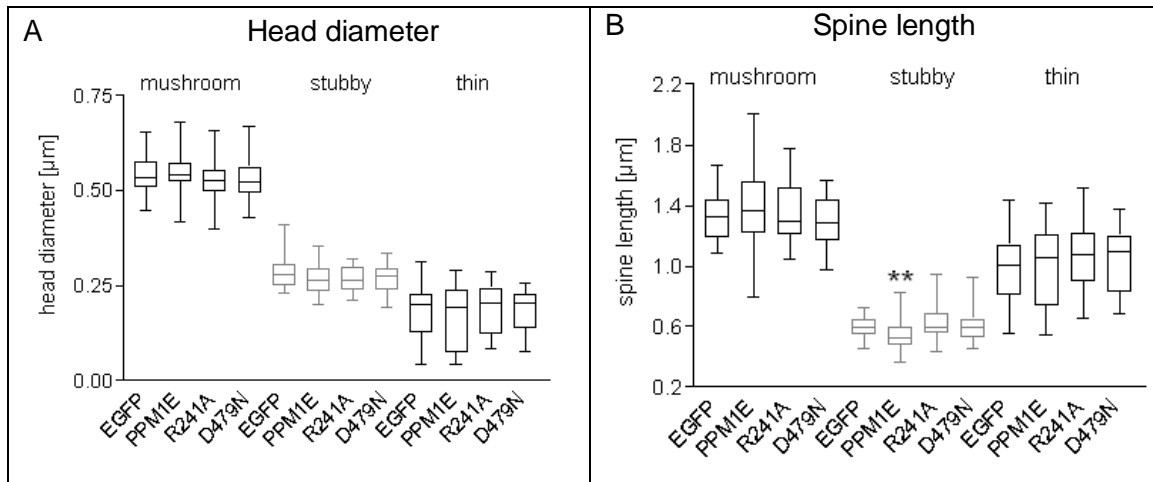 A
Head diameter
mushroom stubby thin
head diameter [µm]
0.75
0.50
0.25
0.00
EGFP PPM1E R241A D479N EGFP PPM1E R241A D479N EGFP PPM1E R241A D479N
B
Spine length
mushroom stubby thin
spine length [µm]
2.2
1.8
1.4
1.0
0.6
0.2
**
EGFP PPM1E R241A D479N EGFP PPM1E R241A D479N EGFP PPM1E R241A D479N